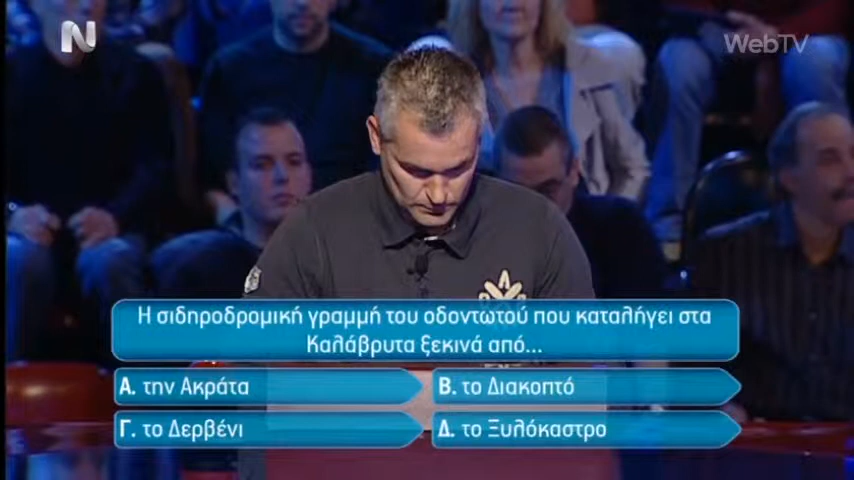 N
WebTV
Η σιδηροδρομική γραμμή του οδοντωτού που καταλήγει στα
Καλάβρυτα ξεκινά από...
Α. την Ακράτα
Β. το Διακοπτό
Γ. το Δερβένι
Δ. το Ξυλόκαστρο